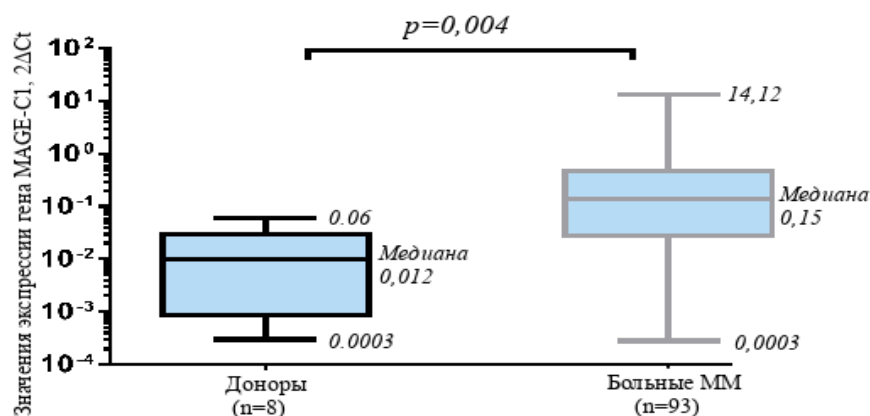 p=0,004
Значения экспрессии гена MAGE-C1, 2ΔCt
10²
10¹
10⁰
10⁻¹
10⁻²
10⁻³
10⁻⁴
0.06
Медиана
0,012
0.0003
14,12
Медиана
0,15
0,0003
Доноры
(n=8)
Больные ММ
(n=93)